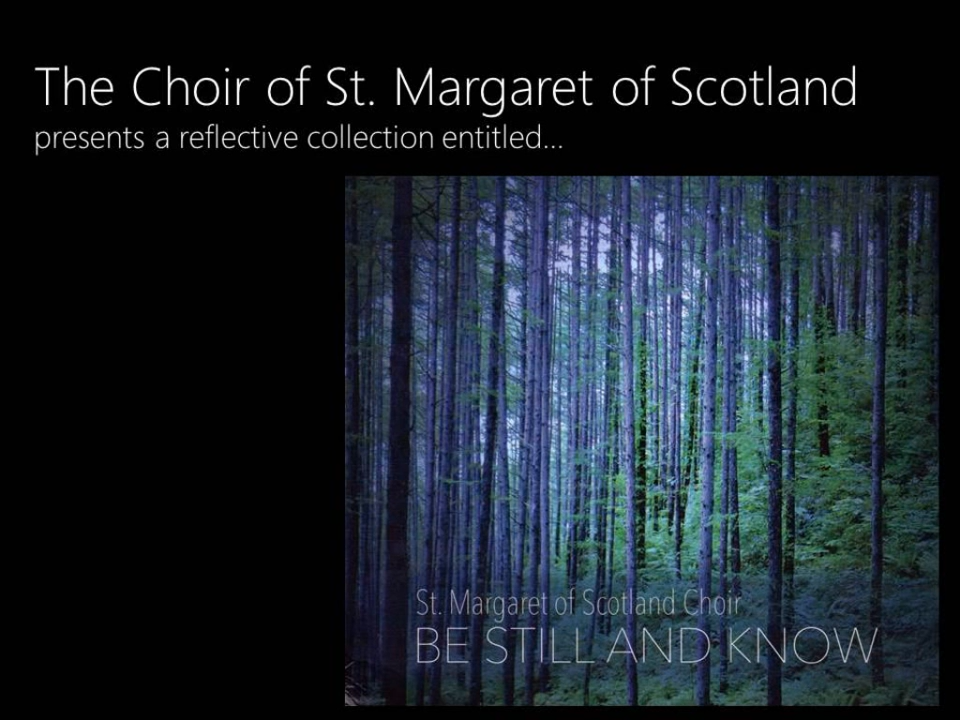 The Choir of St. Margaret of Scotland
presents a reflective collection entitled...
St. Margaret of Scotland Choir
BE STILL AND KNOW